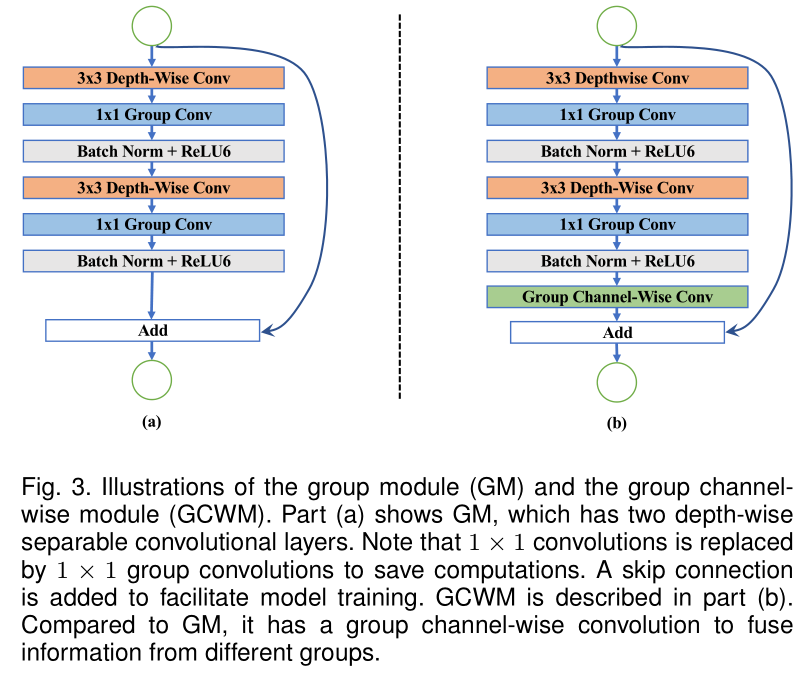 3x3 Depth-Wise Conv
1x1 Group Conv
Batch Norm + ReLU6
3x3 Depth-Wise Conv
1x1 Group Conv
Batch Norm + ReLU6
Add
(a)
3x3 Depthwise Conv
1x1 Group Conv
Batch Norm + ReLU6
3x3 Depth-Wise Conv
1x1 Group Conv
Batch Norm + ReLU6
Group Channel-Wise Conv
Add
(b)
Fig. 3. Illustrations of the group module (GM) and the group channel-
wise module (GCWM). Part (a) shows GM, which has two depth-wise
separable convolutional layers. Note that 1 × 1 convolutions is replaced
by 1 × 1 group convolutions to save computations. A skip connection
is added to facilitate model training. GCWM is described in part (b).
Compared to GM, it has a group channel-wise convolution to fuse
information from different groups.